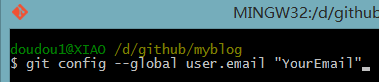 MINGW32:/d/github
doudou1@XIAO /d/github/myblog
$ git config --global user.email "YourEmail"